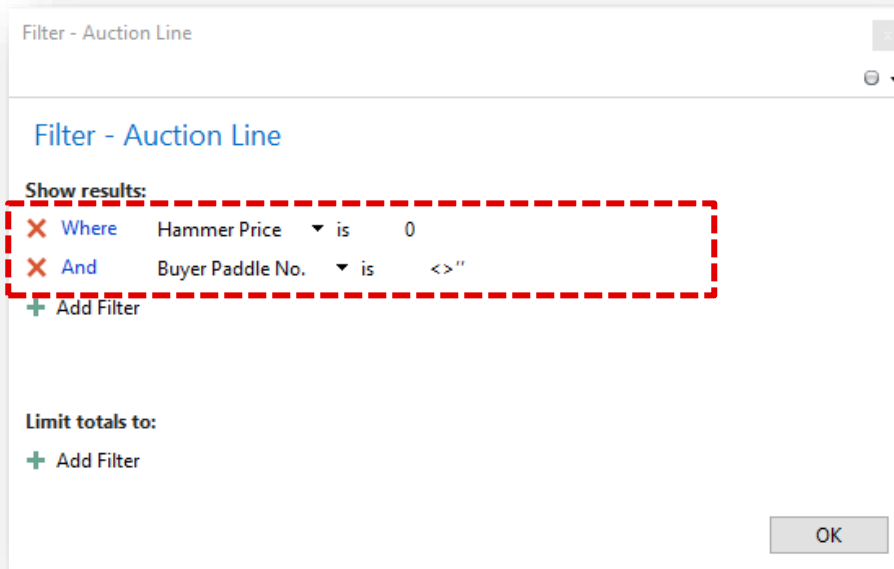 Filter - Auction Line
Filter - Auction Line
Show results:
Where Hammer Price is 0
And Buyer Paddle No. is <>''
Add Filter
Limit totals to:
Add Filter
OK